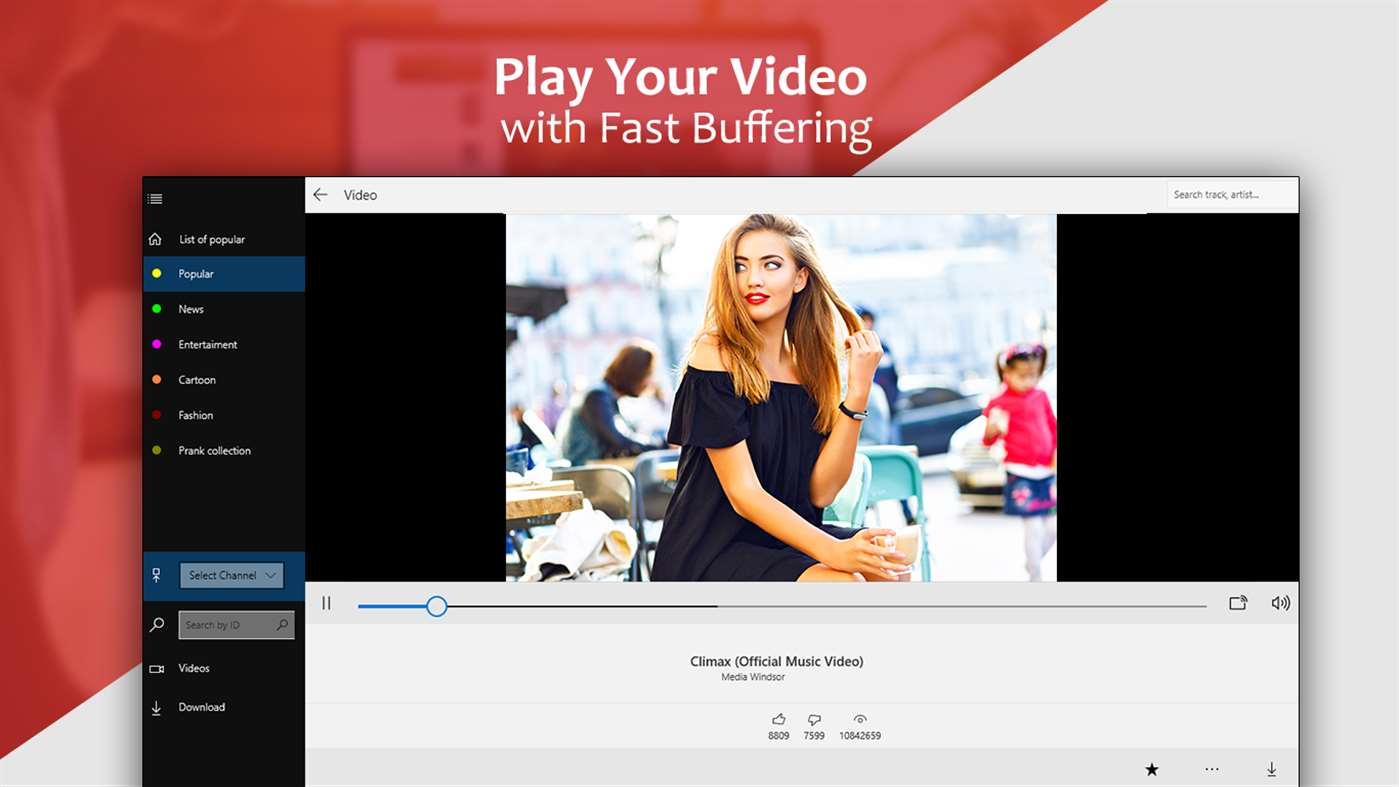 Play Your Video
with Fast Buffering
Video
Search track, artist...
List of popular
Popular
News
Entertaiment
Cartoon
Fashion
Prank collection
Select Channel
Search by ID
Videos
Download
Climax (Official Music Video)
Media Windsor
8809 7599 10842659